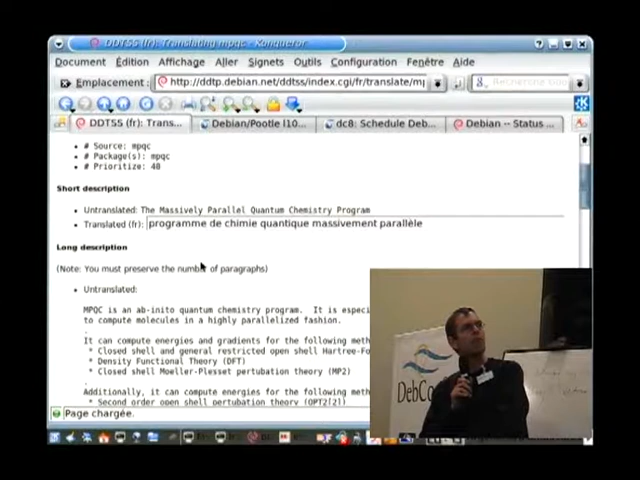 DDTSS (fr): Translating mpqc - Konqueror
Document Édition Affichage Aller Signets Outils Configuration Fenêtre Aide
Emplacement : http://ddtp.debian.net/ddtss/index.cgi/fr/translate/mp
Recherche
DDTSS (fr): Trans... Debian/Pootle l10... dc8: Schedule Deb... Debian -- Status ...
# Source: mpqc
# Package(s): mpqc
# Prioritize: 40
Short description
Untranslated: The Massively Parallel Quantum Chemistry Program
Translated (fr): programme de chimie quantique massivement parallèle
Long description
(Note: You must preserve the number of paragraphs)
Untranslated:
MPQC is an ab-inito quantum chemistry program. It is especi
to compute molecules in a highly parallelized fashion.
.
It can compute energies and gradients for the following meth
* Closed shell and general restricted open shell Hartree-Fo
* Density Functional Theory (DFT)
* Closed shell Moeller-Plesset pertubation theory (MP2)
.
Additionally, it can compute energies for the following meth
* Second order open shell pertubation theory (OPT2[2])
DebCo
Page chargée.